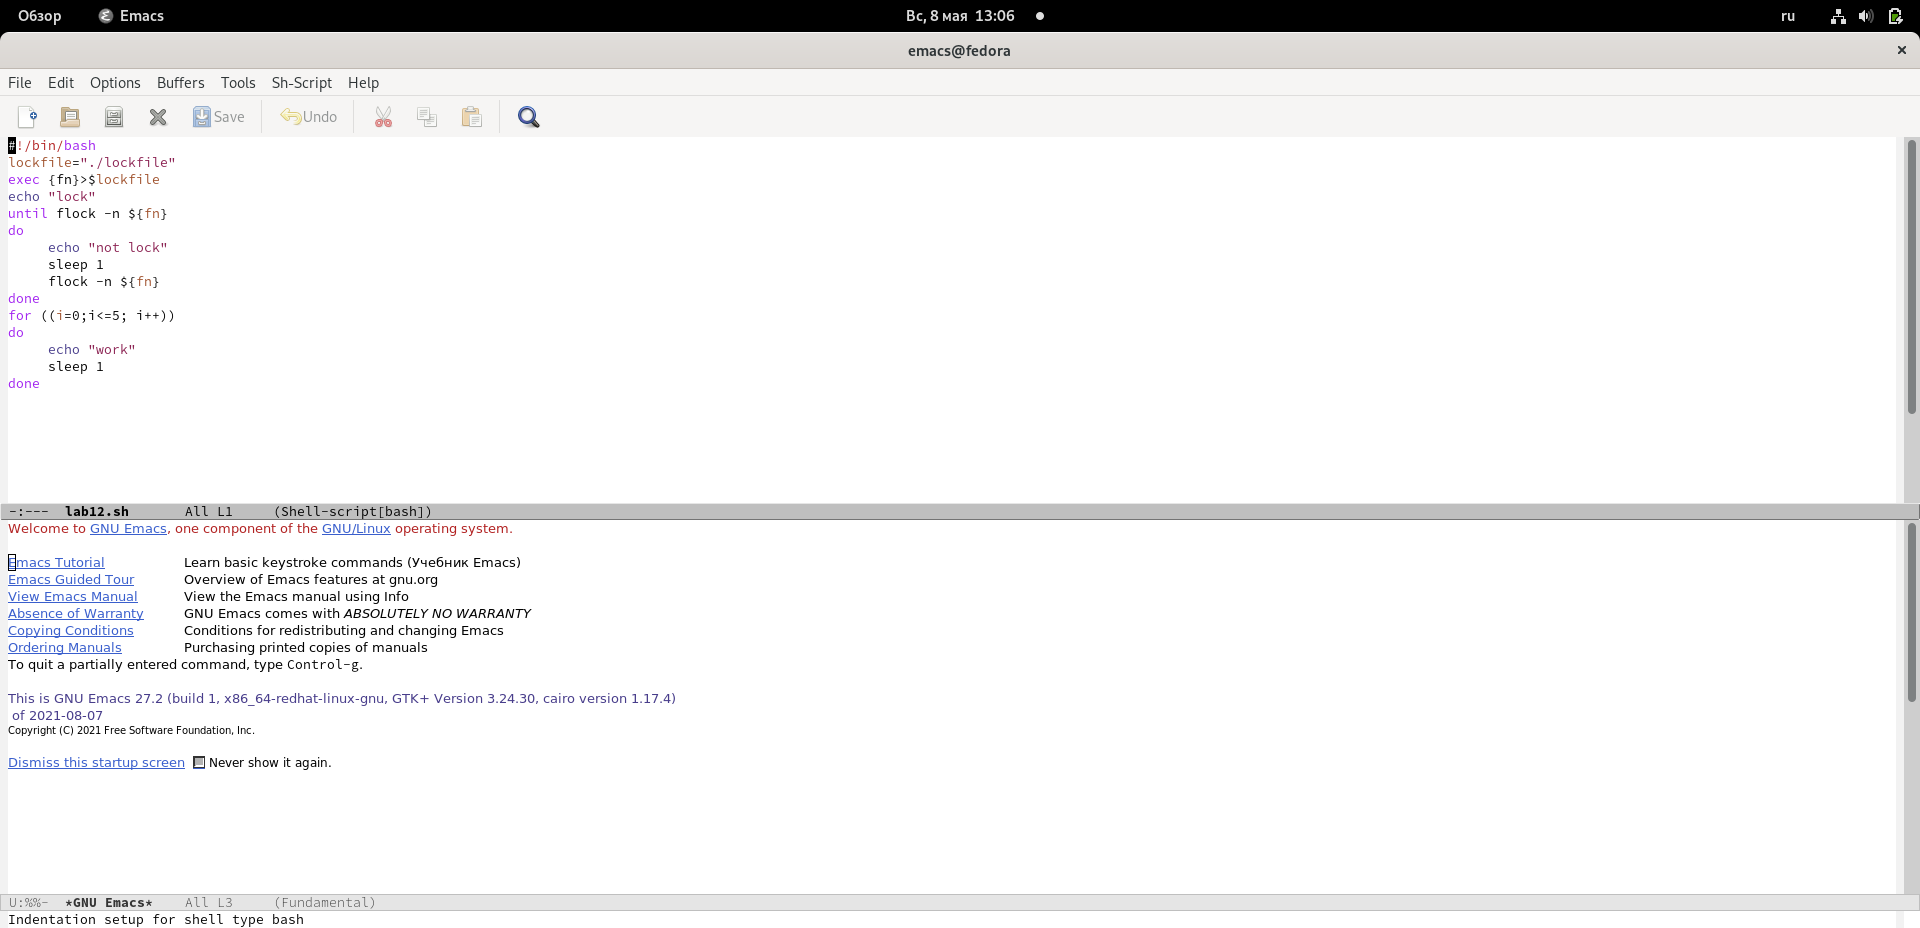 Обзор Emacs Вс, 8 мая 13:06 ru
emacs@fedora
File Edit Options Buffers Tools Sh-Script Help
Save Undo
#!/bin/bash
lockfile="./lockfile"
exec {fn}>$lockfile
echo "lock"
until flock -n ${fn}
do
     echo "not lock"
     sleep 1
     flock -n ${fn}
done
for ((i=0;i<=5; i++))
do
     echo "work"
     sleep 1
done
-:--- lab12.sh All L1 (Shell-script[bash])
Welcome to GNU Emacs, one component of the GNU/Linux operating system.
Emacs Tutorial Learn basic keystroke commands (Учебник Emacs)
Emacs Guided Tour Overview of Emacs features at gnu.org
View Emacs Manual View the Emacs manual using Info
Absence of Warranty GNU Emacs comes with ABSOLUTELY NO WARRANTY
Copying Conditions Conditions for redistributing and changing Emacs
Ordering Manuals Purchasing printed copies of manuals
To quit a partially entered command, type Control-g.
This is GNU Emacs 27.2 (build 1, x86_64-redhat-linux-gnu, GTK+ Version 3.24.30, cairo version 1.17.4)
of 2021-08-07
Copyright (C) 2021 Free Software Foundation, Inc.
Dismiss this startup screen Never show it again.
U:%%- *GNU Emacs* All L3 (Fundamental)
Indentation setup for shell type bash